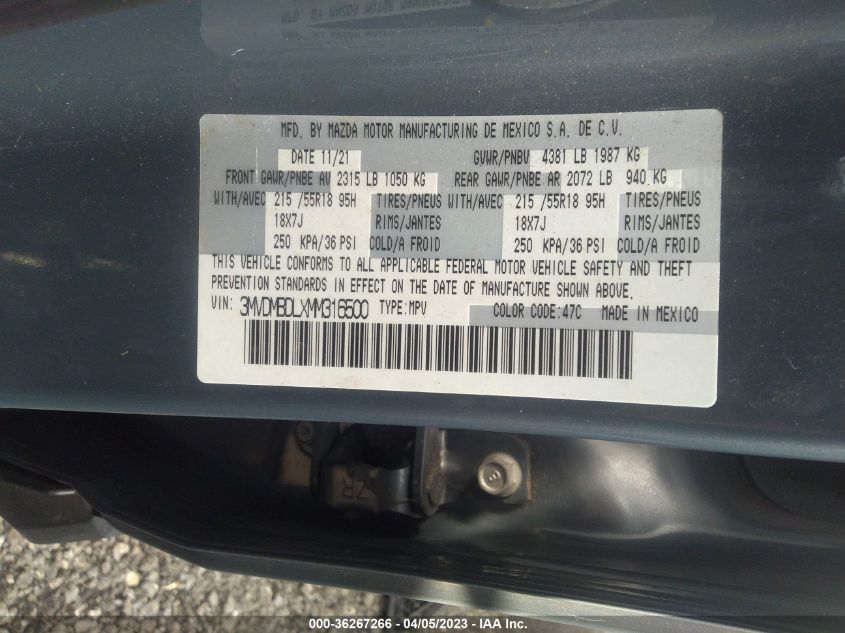 MFD. BY MAZDA MOTOR MANUFACTURING DE MEXICO S.A. DE C.V.
DATE 11/21 GVWR/PNBV 4381 LB 1987 KG
FRONT GAWR/PNBE AV 2315 LB 1050 KG REAR GAWR/PNBE AR 2072 LB 940 KG
WITH/AVEC 215 /55R18 95H TIRES/PNEUS WITH/AVEC 215 /55R18 95H TIRES/PNEUS
18X7J RIMS/JANTES 18X7J RIMS/JANTES
250 KPA/36 PSI COLD/A FROID 250 KPA/36 PSI COLD/A FROID
THIS VEHICLE CONFORMS TO ALL APPLICABLE FEDERAL MOTOR VEHICLE SAFETY AND THEFT
PREVENTION STANDARDS IN EFFECT ON THE DATE OF MANUFACTURE SHOWN ABOVE.
VIN: 3MVDMBDLXMM316500 TYPE: MPV COLOR CODE: 47C MADE IN MEXICO
000-36267266 - 04/05/2023 - IAA Inc.